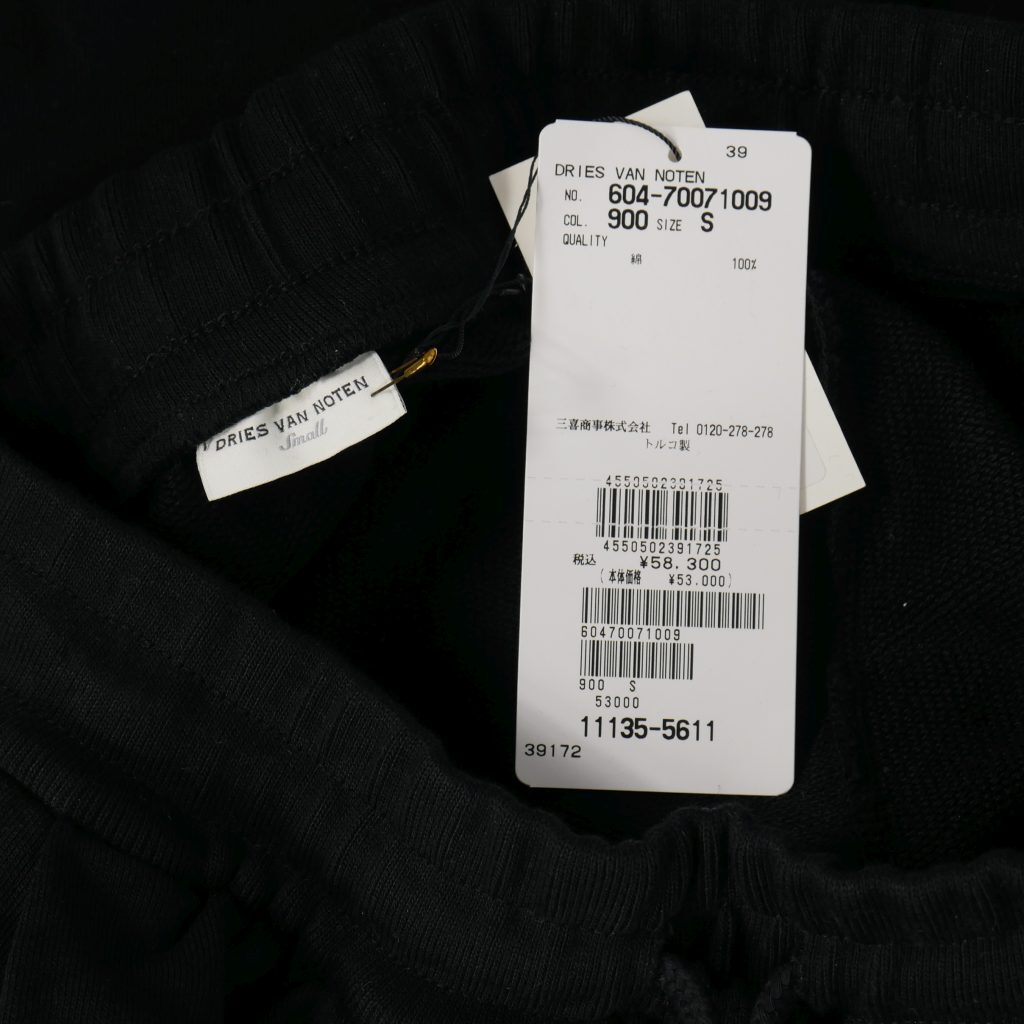 39
DRIES VAN NOTEN
NO. 604-70071009
COL. 900 SIZE S
QUALITY
綿 100%
三喜商事株式会社 Tel 0120-278-278
トルコ製
4550502391725
4550502391725
税込 ¥58.300
(本体価格 ¥53.000)
60470071009
900 S
53000
11135-5611
39172
DRIES VAN NOTEN
Small